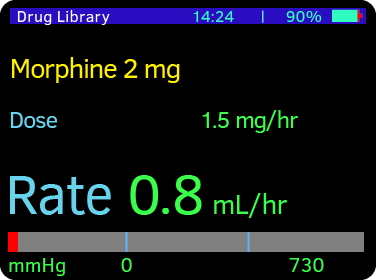 Drug Library 14:24 | 90%
Morphine 2 mg
Dose 1.5 mg/hr
Rate 0.8 mL/hr
mmHg 0 730